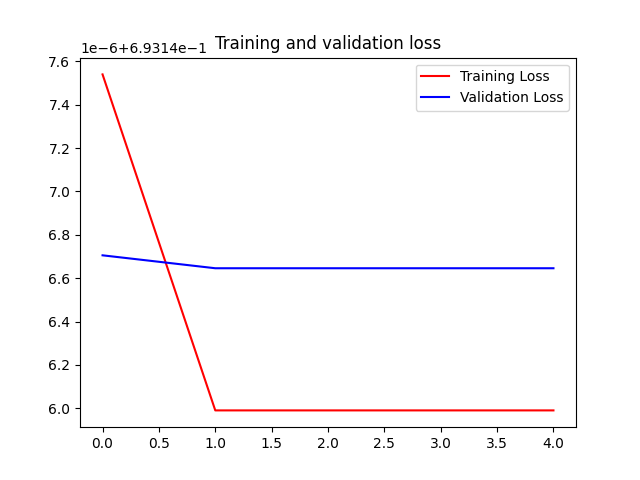 1e−6+6.9314e−1
Training and validation loss
7.6
7.4
7.2
7.0
6.8
6.6
6.4
6.2
6.0
Training Loss
Validation Loss
0.0 0.5 1.0 1.5 2.0 2.5 3.0 3.5 4.0